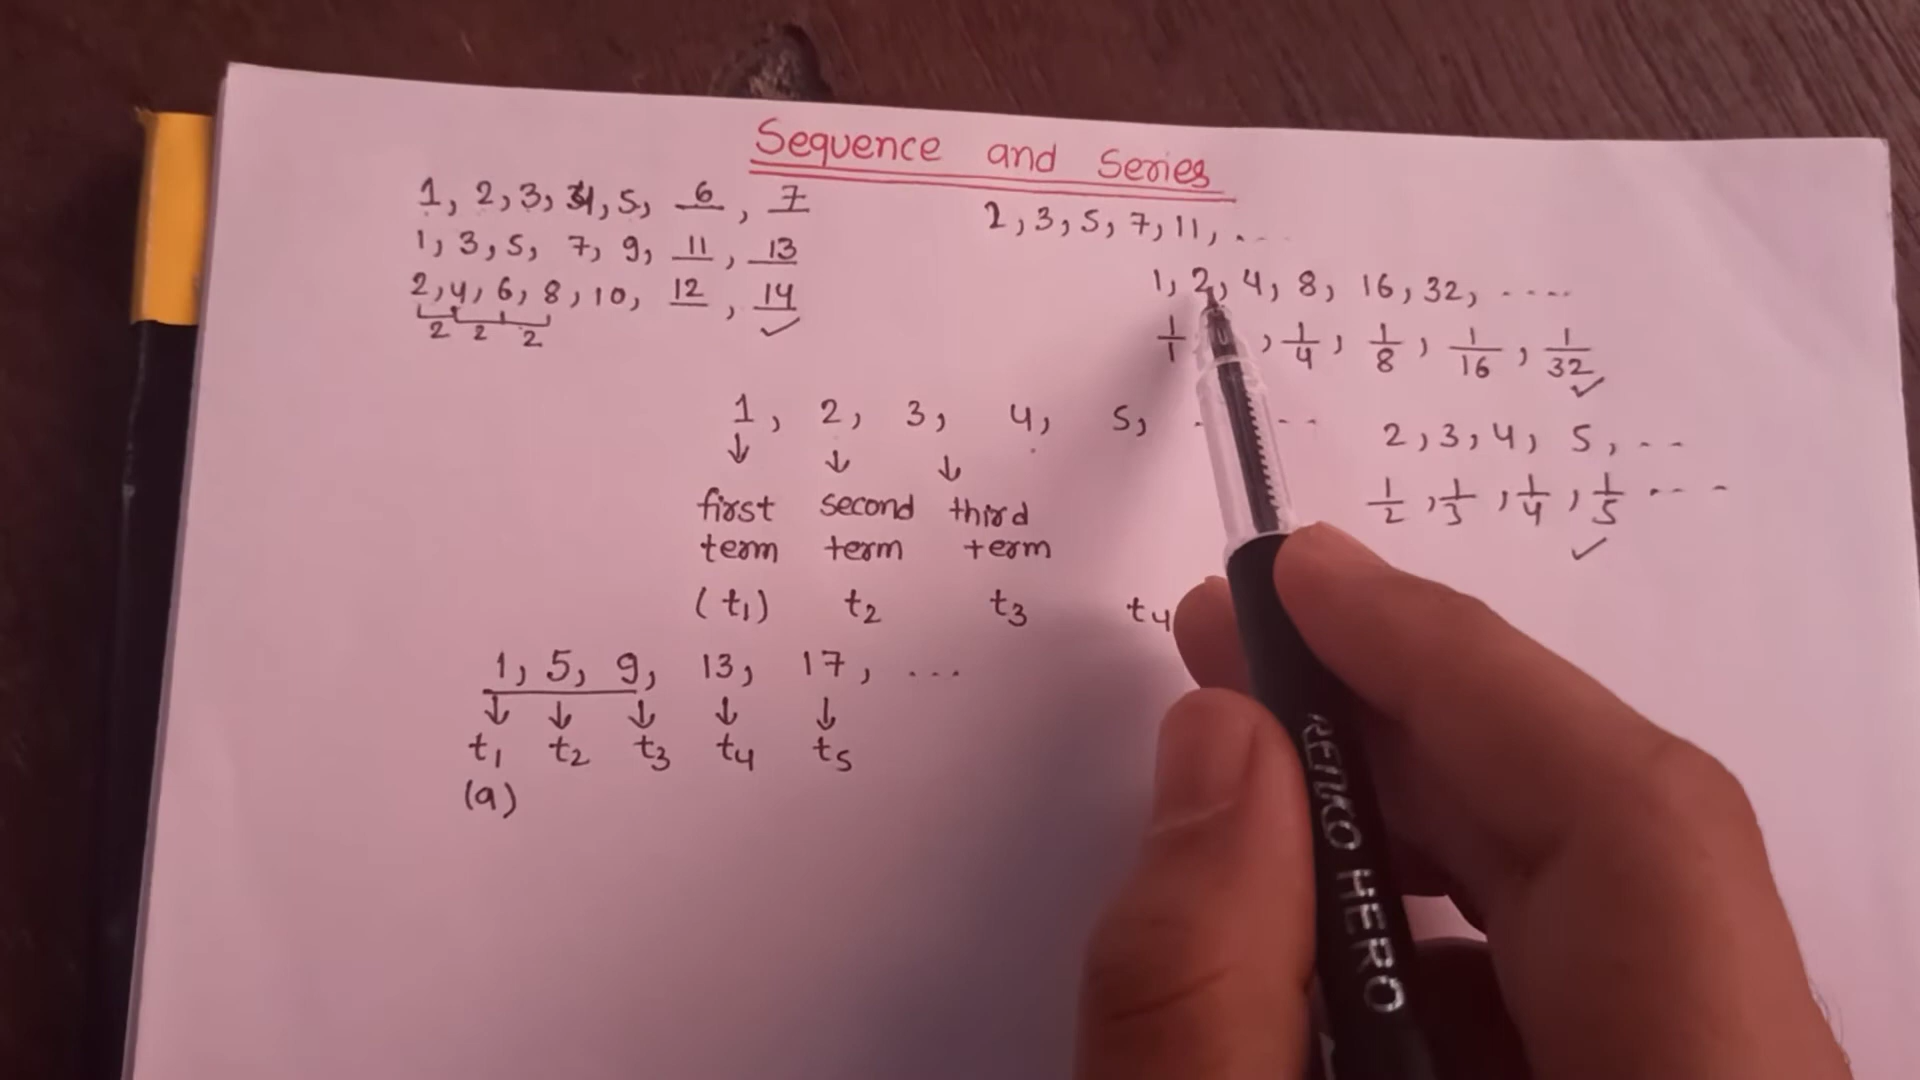 Sequence and Series
1, 2, 3, 4, 5, 6, 7
1, 3, 5, 7, 9, 11, 13
2, 4, 6, 8, 10, 12, 14
2 2 2
2, 3, 5, 7, 11, ....
1, 2, 4, 8, 16, 32, ....
1/1 , 1/4, 1/8, 1/16, 1/32
1, 2, 3, 4, 5,
first second third
term term term
(t1) t2 t3 t4
2, 3, 4, 5, ..
1/2, 1/3, 1/4, 1/5 ....
1, 5, 9, 13, 17, ...
t1 t2 t3 t4 t5
(a)
RENKO HERO